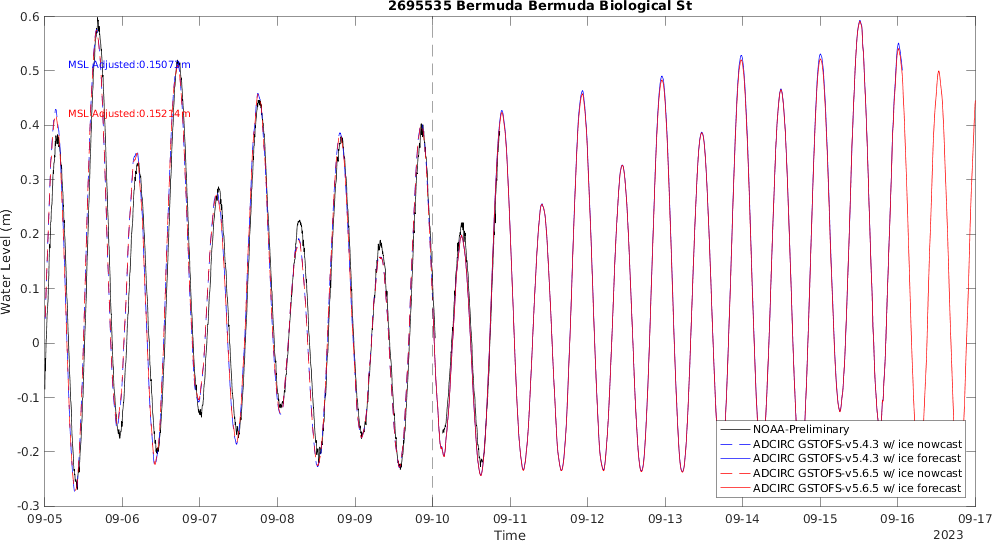 2695535 Bermuda Bermuda Biological St
0.6
0.5
0.4
0.3
0.2
0.1
0
-0.1
-0.2
-0.3
Water Level (m)
MSL Adjusted:0.15073m
MSL Adjusted:0.15214m
NOAA-Preliminary
ADCIRC GSTOFS-v5.4.3 w/ ice nowcast
ADCIRC GSTOFS-v5.4.3 w/ ice forecast
ADCIRC GSTOFS-v5.6.5 w/ ice nowcast
ADCIRC GSTOFS-v5.6.5 w/ ice forecast
09-05 09-06 09-07 09-08 09-09 09-10 09-11 09-12 09-13 09-14 09-15 09-16 09-17
Time
2023